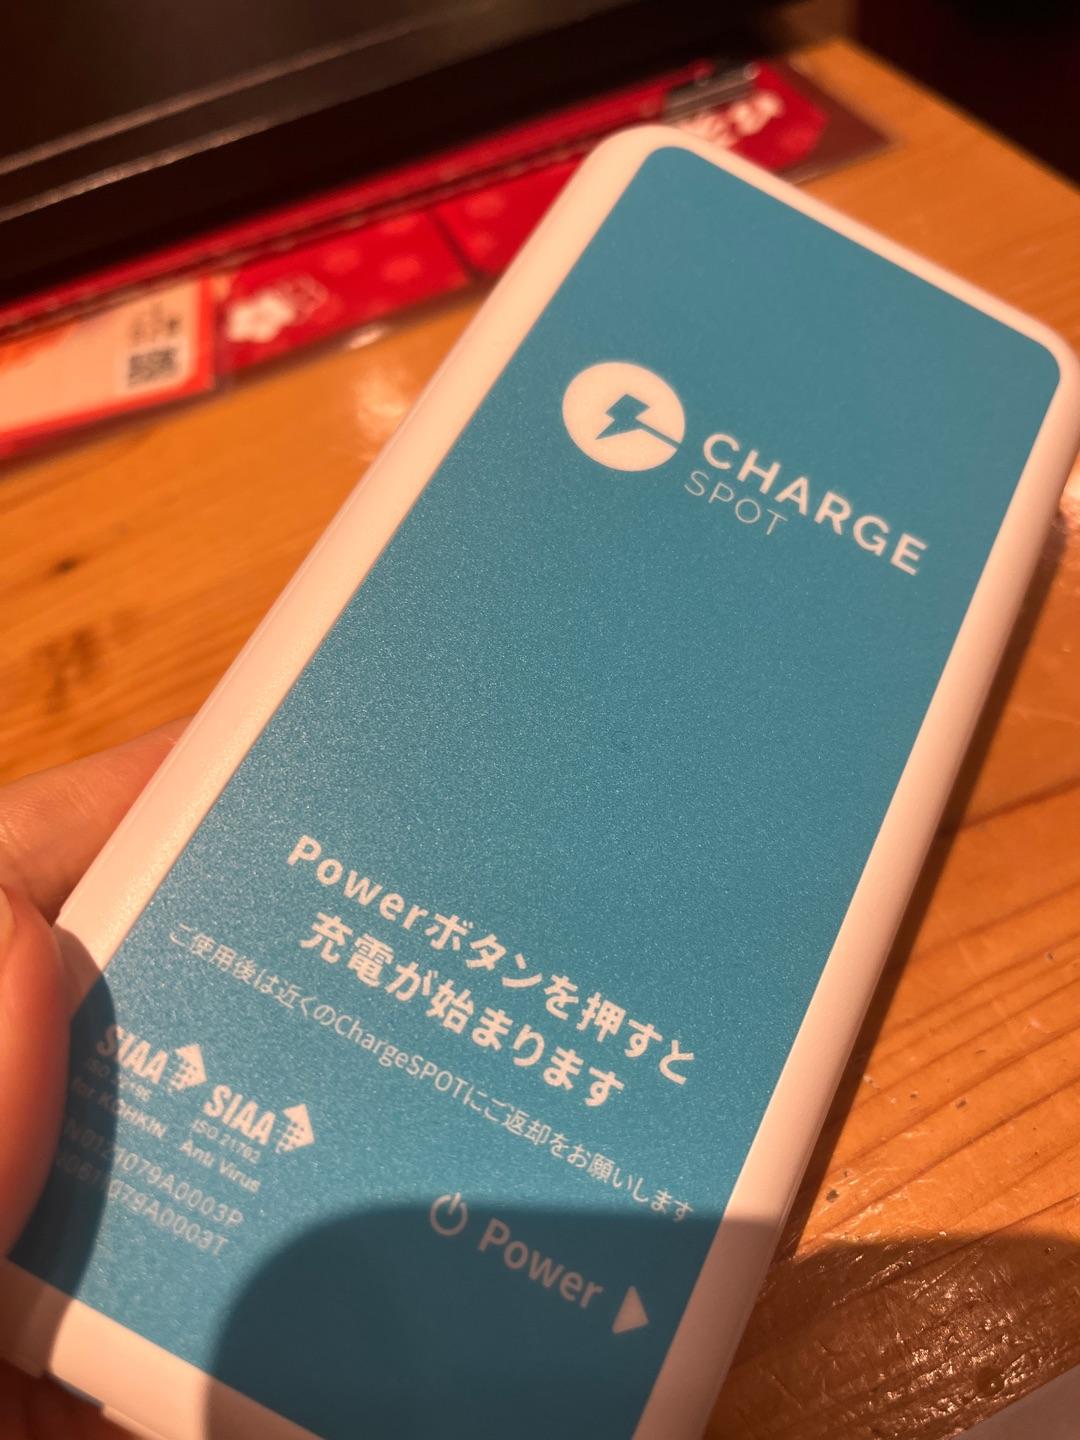 CHARGE
SPOT
Powerボタンを押すと
充電が始まります
ご使用後は近くのChargeSPOTにご返却をお願いします
SIAA
for KOHKIN
SIAA
ISO 21702
Anti Virus
Power